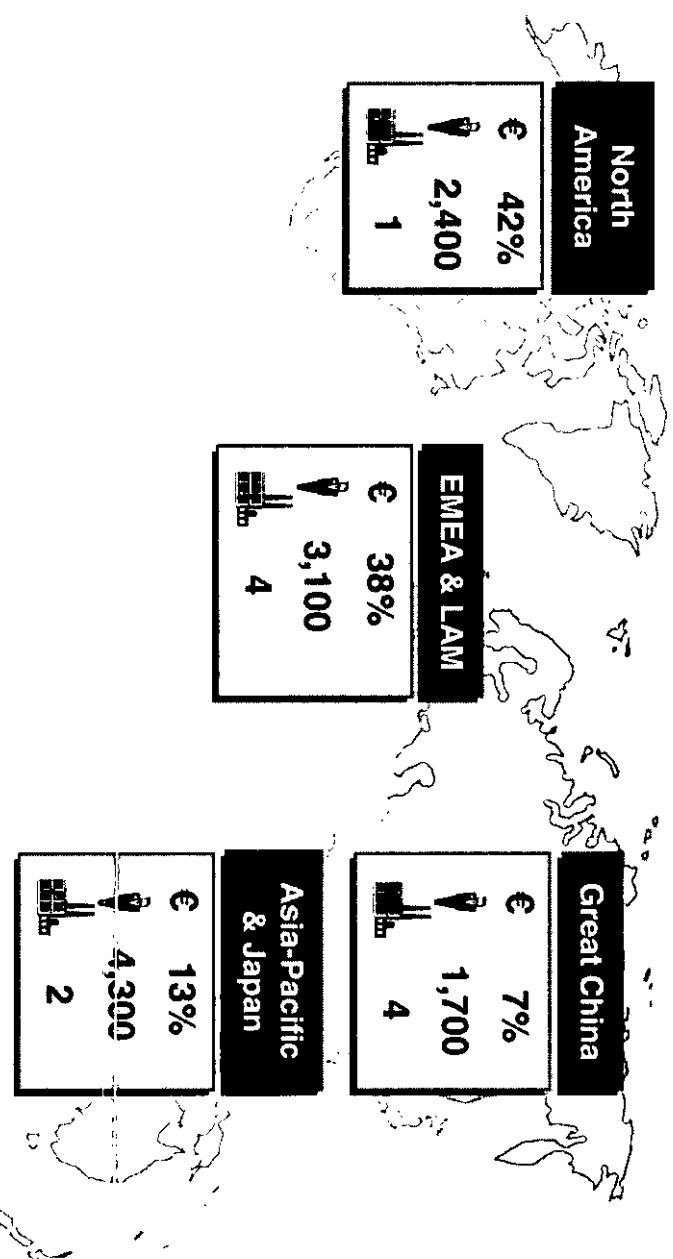 North
America
€ 42%
2,400
1
EMEA & LAM
€ 38%
3,100
4
Great China
€ 7%
1,700
4
Asia-Pacific
& Japan
€ 13%
4,300
2